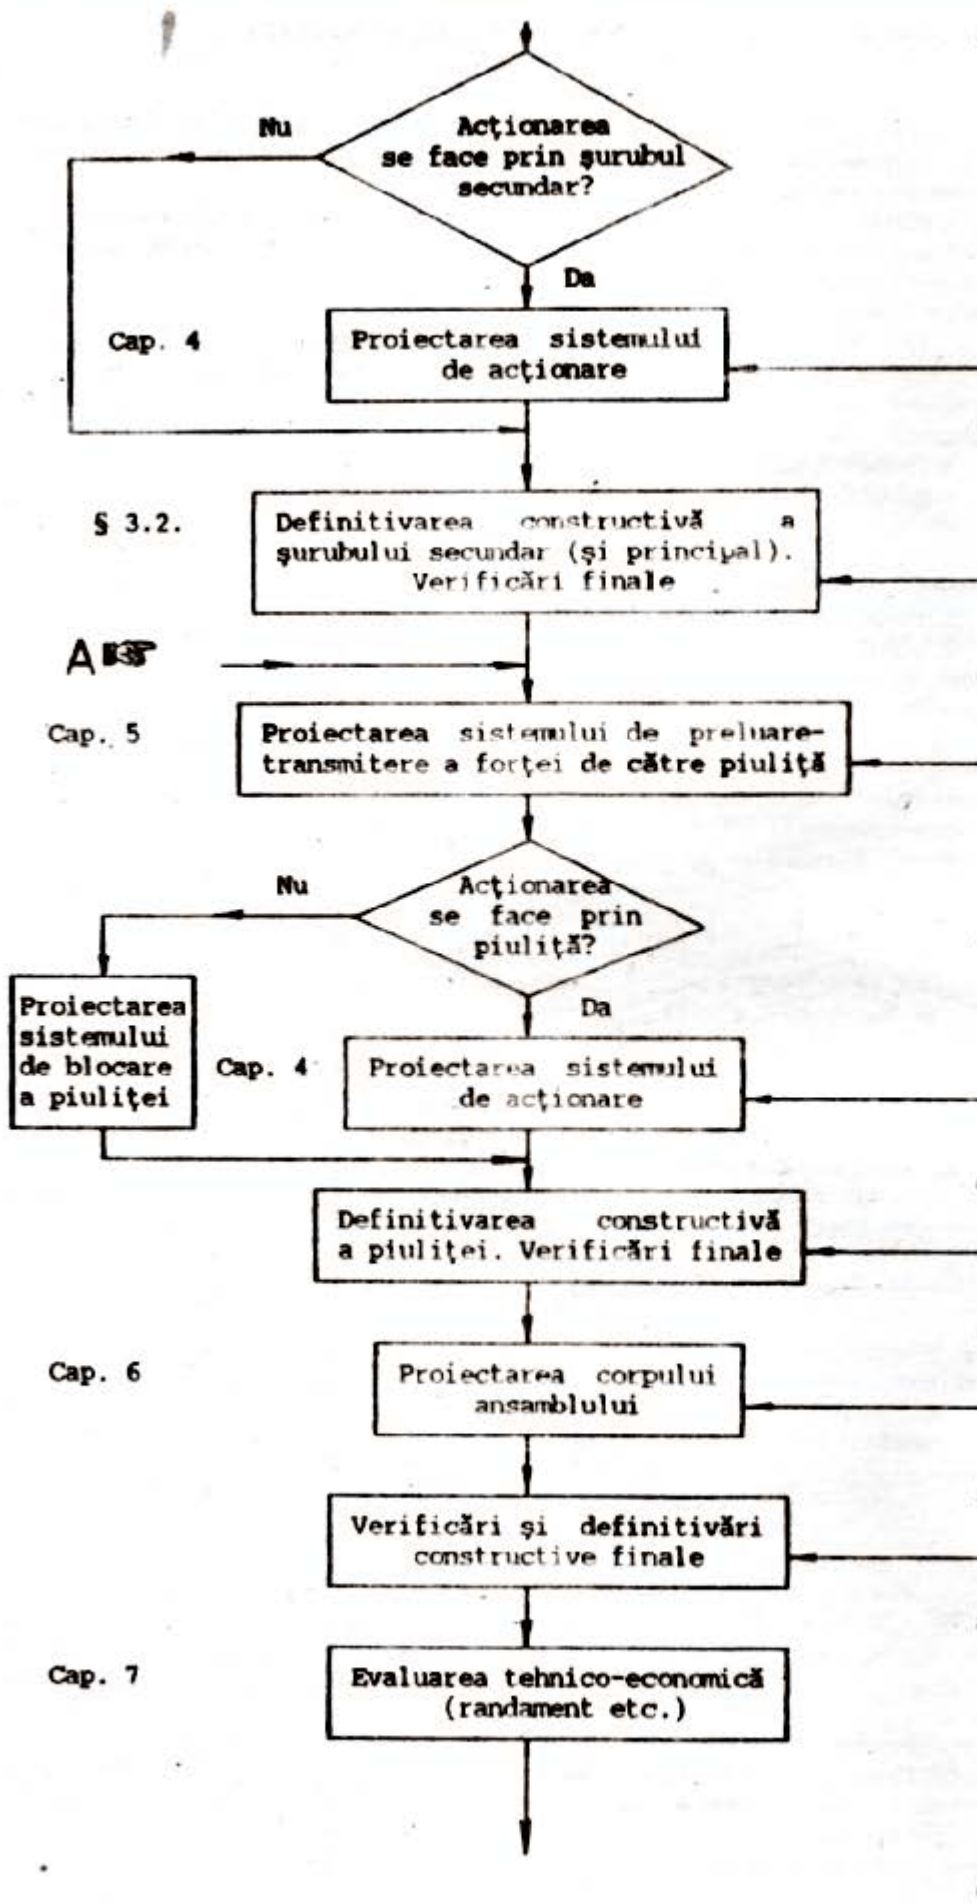 Nu
Acţionarea
se face prin şurubul
secundar?
Da
Cap. 4
Proiectarea sistemului
de acţionare
§ 3.2.
Definitivarea constructivă a
şurubului secundar (şi principal).
Verificări finale
A ☞
Cap. 5
Proiectarea sistemului de preluare-
transmitere a forţei de către piuliţă
Nu
Acţionarea
se face prin
piuliţă?
Da
Proiectarea
sistemului
de blocare
a piuliţei
Cap. 4
Proiectarea sistemului
de acţionare
Definitivarea constructivă
a piuliţei. Verificări finale
Cap. 6
Proiectarea corpului
ansamblului
Verificări şi definitivări
constructive finale
Cap. 7
Evaluarea tehnico-economică
(randament etc.)